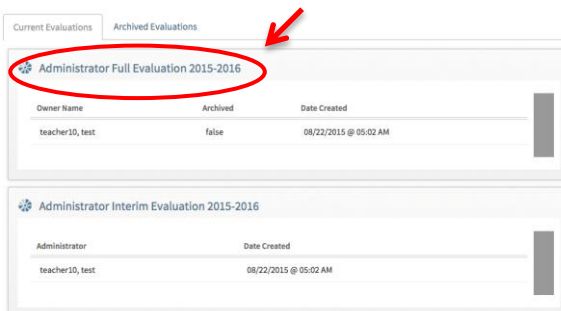 Current Evaluations Archived Evaluations
Administrator Full Evaluation 2015-2016
Owner Name Archived Date Created
teacher10, test false 08/22/2015 @ 05:02 AM
Administrator Interim Evaluation 2015-2016
Administrator Date Created
teacher10, test 08/22/2015 @ 05:02 AM